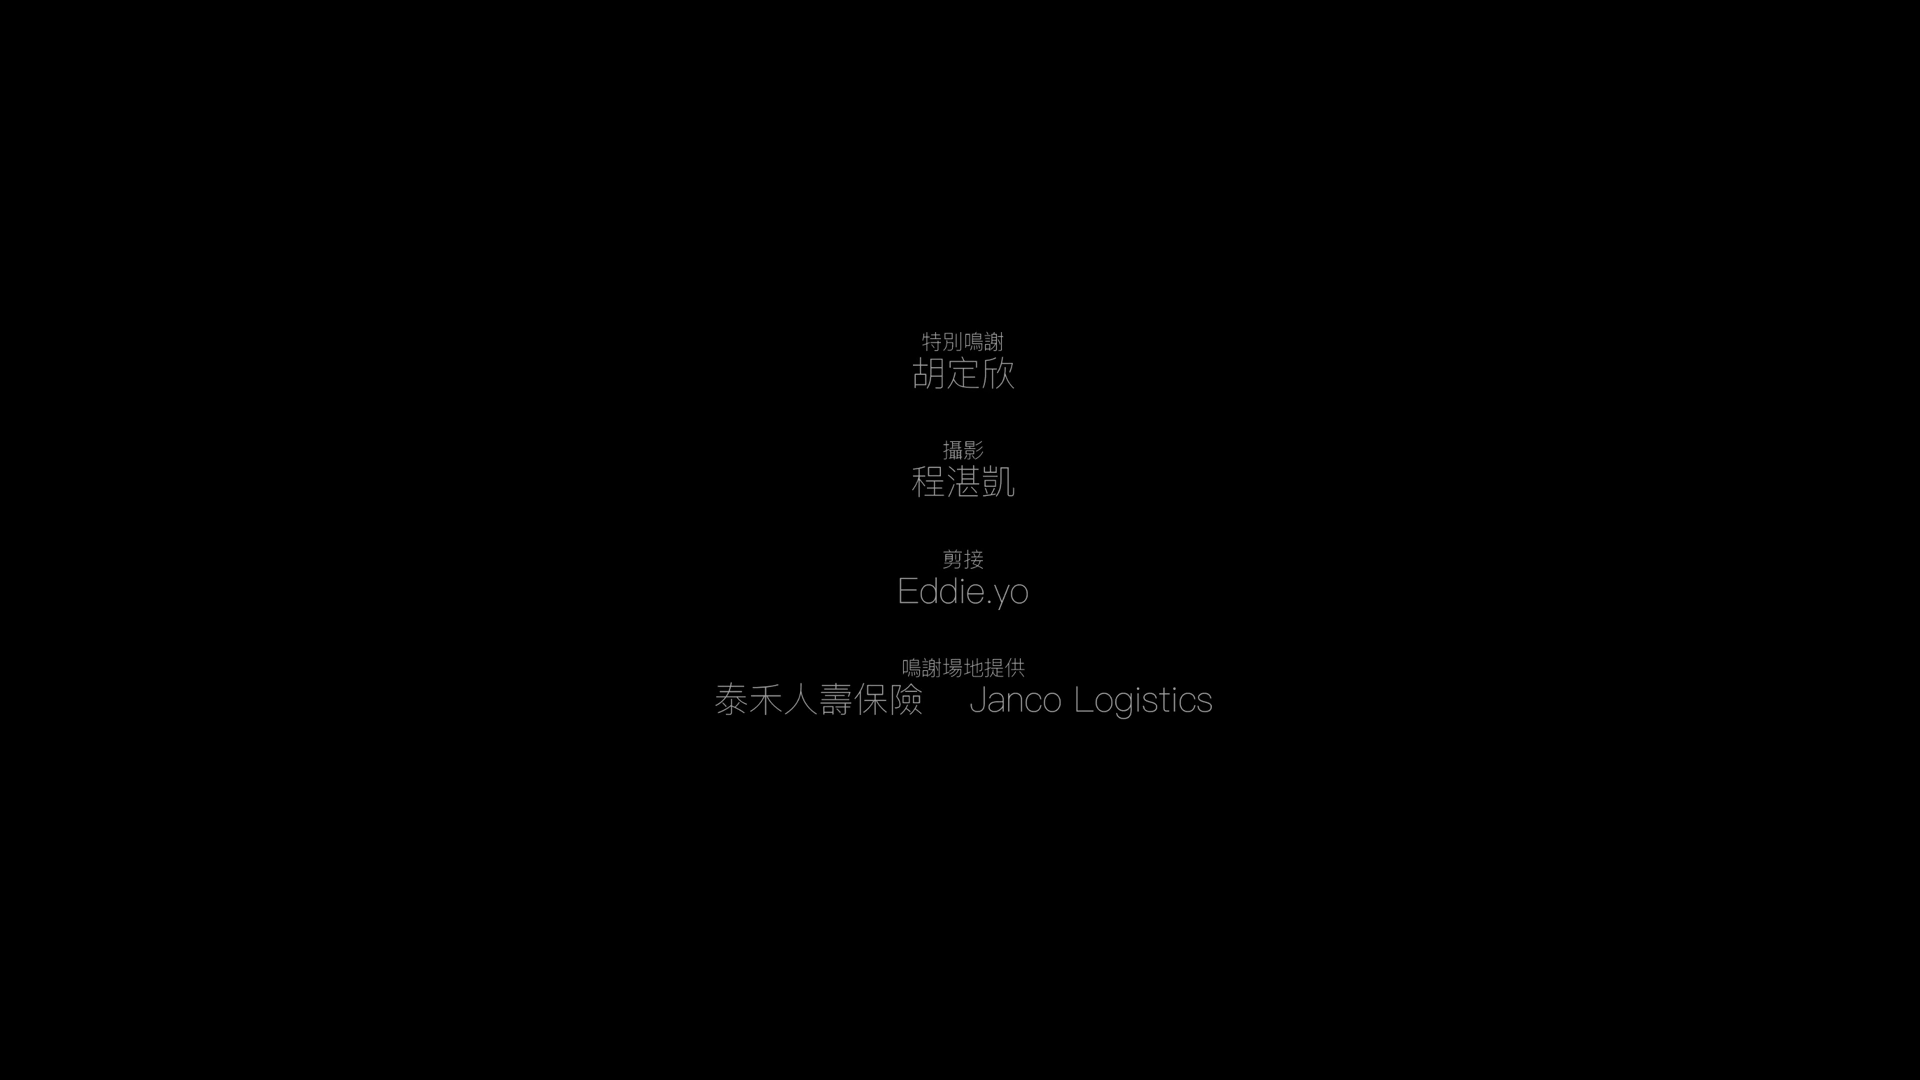 特別鳴謝
胡定欣
攝影
程湛凱
剪接
Eddie.yo
鳴謝場地提供
泰禾人壽保險 Janco Logistics